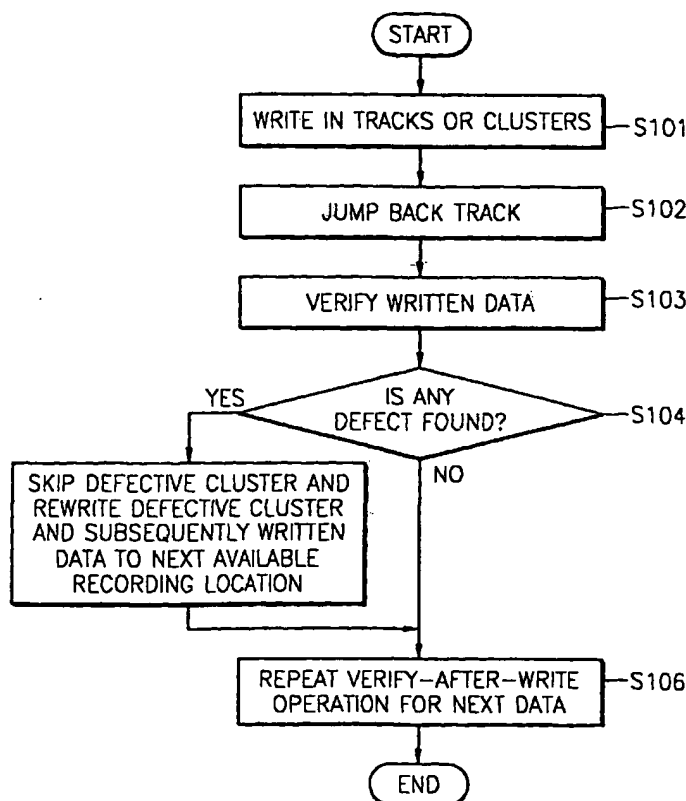 START
WRITE IN TRACKS OR CLUSTERS
S101
JUMP BACK TRACK
S102
VERIFY WRITTEN DATA
S103
IS ANY
DEFECT FOUND?
S104
YES
NO
SKIP DEFECTIVE CLUSTER AND
REWRITE DEFECTIVE CLUSTER
AND SUBSEQUENTLY WRITTEN
DATA TO NEXT AVAILABLE
RECORDING LOCATION
REPEAT VERIFY-AFTER-WRITE
OPERATION FOR NEXT DATA
S106
END